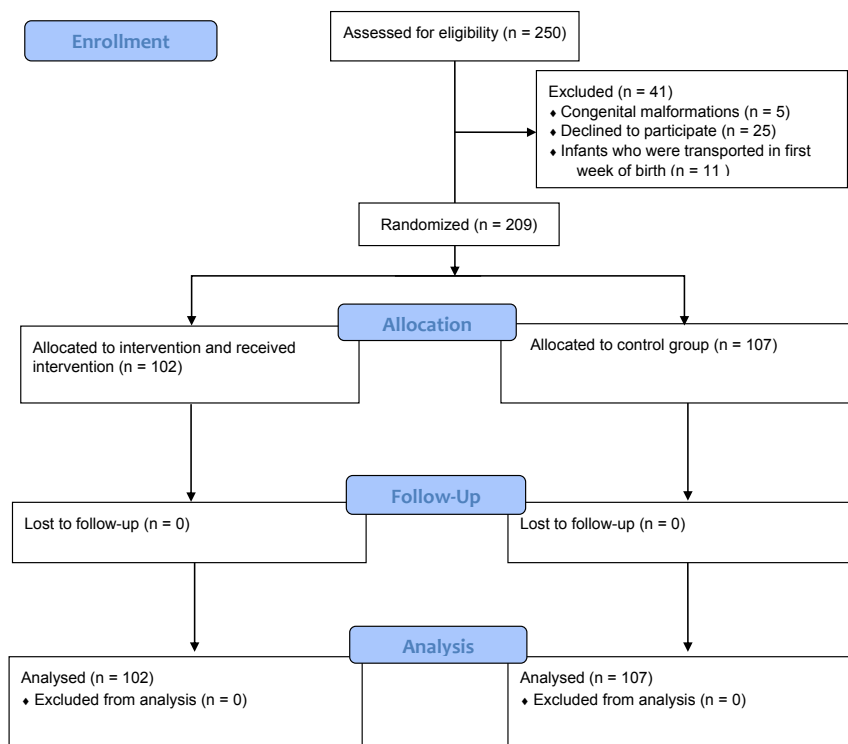 Enrollment
Assessed for eligibility (n = 250)
Excluded (n = 41)
♦ Congenital malformations (n = 5)
♦ Declined to participate (n = 25)
♦ Infants who were transported in first
week of birth (n = 11 )
Randomized (n = 209)
Allocation
Allocated to intervention and received
intervention (n = 102)
Allocated to control group (n = 107)
Follow-Up
Lost to follow-up (n = 0)
Lost to follow-up (n = 0)
Analysis
Analysed (n = 102)
♦ Excluded from analysis (n = 0)
Analysed (n = 107)
♦ Excluded from analysis (n = 0)